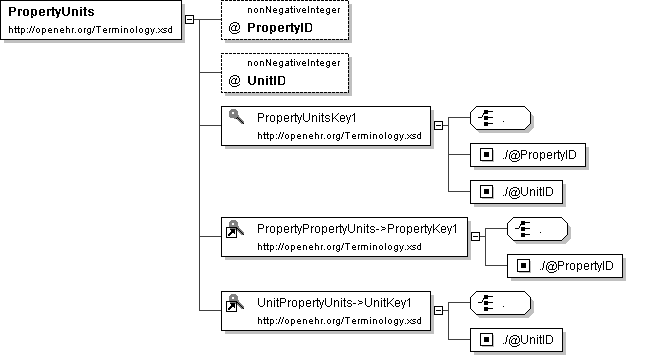 PropertyUnits
http://openehr.org/Terminology.xsd
nonNegativeInteger
@ PropertyID
nonNegativeInteger
@ UnitID
PropertyUnitsKey1
http://openehr.org/Terminology.xsd
.
./@PropertyID
./@UnitID
PropertyPropertyUnits->PropertyKey1
http://openehr.org/Terminology.xsd
.
./@PropertyID
UnitPropertyUnits->UnitKey1
http://openehr.org/Terminology.xsd
.
./@UnitID